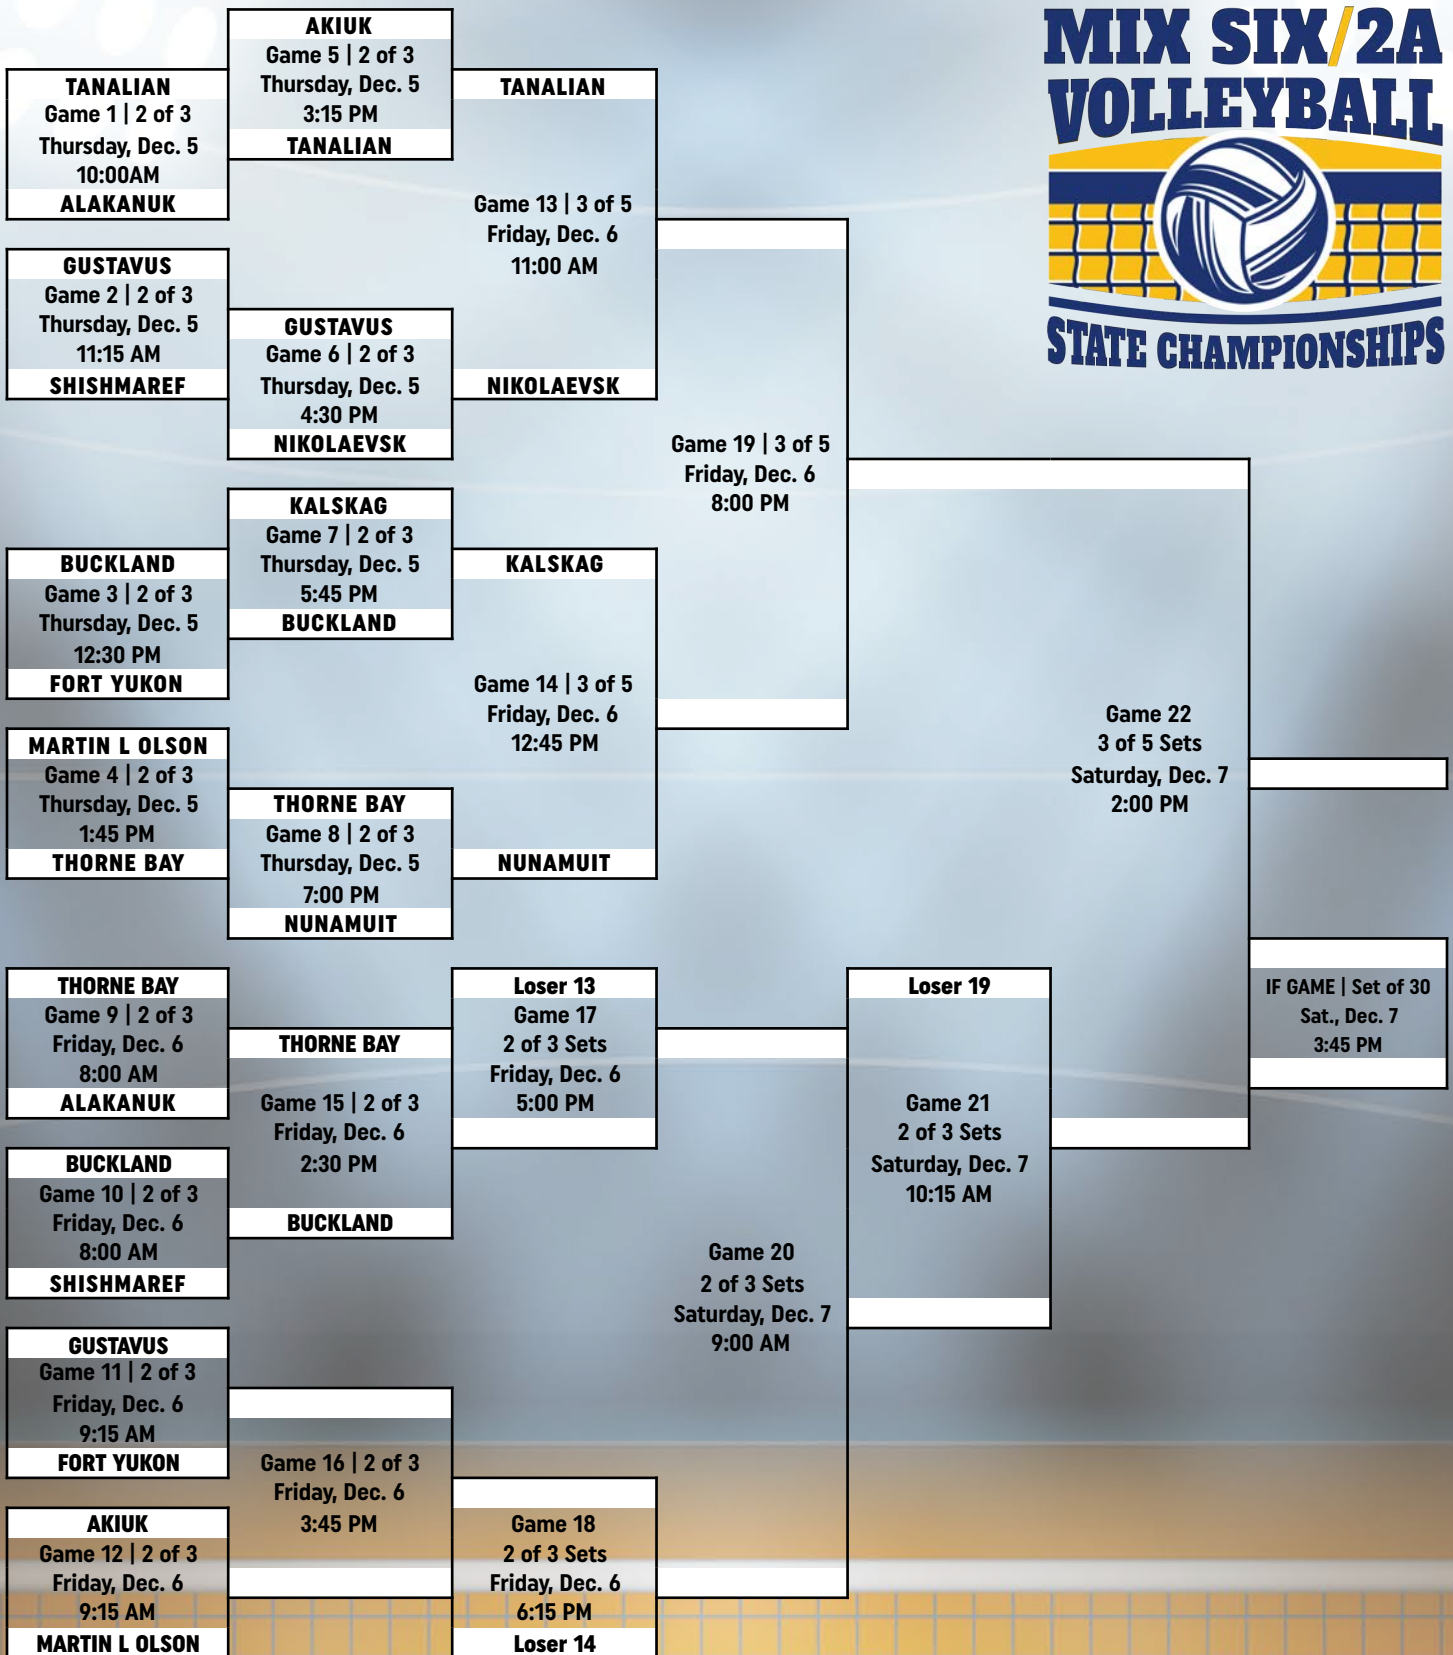 MIX SIX/2A
VOLLEYBALL
STATE CHAMPIONSHIPS
TANALIAN
Game 1 | 2 of 3
Thursday, Dec. 5
10:00AM
ALAKANUK
GUSTAVUS
Game 2 | 2 of 3
Thursday, Dec. 5
11:15 AM
SHISHMAREF
BUCKLAND
Game 3 | 2 of 3
Thursday, Dec. 5
12:30 PM
FORT YUKON
MARTIN L OLSON
Game 4 | 2 of 3
Thursday, Dec. 5
1:45 PM
THORNE BAY
THORNE BAY
Game 9 | 2 of 3
Friday, Dec. 6
8:00 AM
ALAKANUK
BUCKLAND
Game 10 | 2 of 3
Friday, Dec. 6
8:00 AM
SHISHMAREF
GUSTAVUS
Game 11 | 2 of 3
Friday, Dec. 6
9:15 AM
FORT YUKON
AKIUK
Game 12 | 2 of 3
Friday, Dec. 6
9:15 AM
MARTIN L OLSON
AKIUK
Game 5 | 2 of 3
Thursday, Dec. 5
3:15 PM
TANALIAN
GUSTAVUS
Game 6 | 2 of 3
Thursday, Dec. 5
4:30 PM
NIKOLAEVSK
KALSKAG
Game 7 | 2 of 3
Thursday, Dec. 5
5:45 PM
BUCKLAND
THORNE BAY
Game 8 | 2 of 3
Thursday, Dec. 5
7:00 PM
NUNAMUIT
THORNE BAY
Game 15 | 2 of 3
Friday, Dec. 6
2:30 PM
BUCKLAND
Game 16 | 2 of 3
Friday, Dec. 6
3:45 PM
TANALIAN
Game 13 | 3 of 5
Friday, Dec. 6
11:00 AM
NIKOLAEVSK
KALSKAG
Game 14 | 3 of 5
Friday, Dec. 6
12:45 PM
NUNAMUIT
Loser 13
Game 17
2 of 3 Sets
Friday, Dec. 6
5:00 PM
Game 18
2 of 3 Sets
Friday, Dec. 6
6:15 PM
Loser 14
Game 19 | 3 of 5
Friday, Dec. 6
8:00 PM
Game 20
2 of 3 Sets
Saturday, Dec. 7
9:00 AM
Loser 19
Game 21
2 of 3 Sets
Saturday, Dec. 7
10:15 AM
Game 22
3 of 5 Sets
Saturday, Dec. 7
2:00 PM
IF GAME | Set of 30
Sat., Dec. 7
3:45 PM